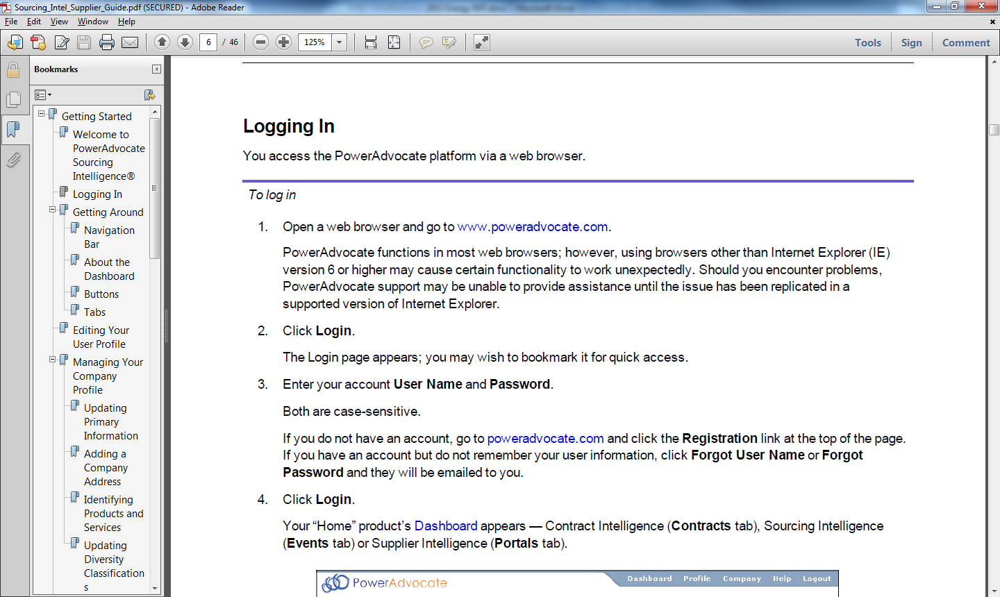 Sourcing_Intel_Supplier_Guide.pdf (SECURED) - Adobe Reader
File Edit View Window Help
6 / 46
125%
Tools Sign Comment
Bookmarks
Getting Started
Welcome to
PowerAdvocate
Sourcing
Intelligence®
Logging In
Getting Around
Navigation
Bar
About the
Dashboard
Buttons
Tabs
Editing Your
User Profile
Managing Your
Company
Profile
Updating
Primary
Information
Adding a
Company
Address
Identifying
Products and
Services
Updating
Diversity
Classification
s
Logging In
You access the PowerAdvocate platform via a web browser.
To log in
1. Open a web browser and go to www.poweradvocate.com.
PowerAdvocate functions in most web browsers; however, using browsers other than Internet Explorer (IE)
version 6 or higher may cause certain functionality to work unexpectedly. Should you encounter problems,
PowerAdvocate support may be unable to provide assistance until the issue has been replicated in a
supported version of Internet Explorer.
2. Click Login.
The Login page appears; you may wish to bookmark it for quick access.
3. Enter your account User Name and Password.
Both are case-sensitive.
If you do not have an account, go to poweradvocate.com and click the Registration link at the top of the page.
If you have an account but do not remember your user information, click Forgot User Name or Forgot
Password and they will be emailed to you.
4. Click Login.
Your “Home” product’s Dashboard appears — Contract Intelligence (Contracts tab), Sourcing Intelligence
(Events tab) or Supplier Intelligence (Portals tab).
PowerAdvocate
Dashboard Profile Company Help Logout